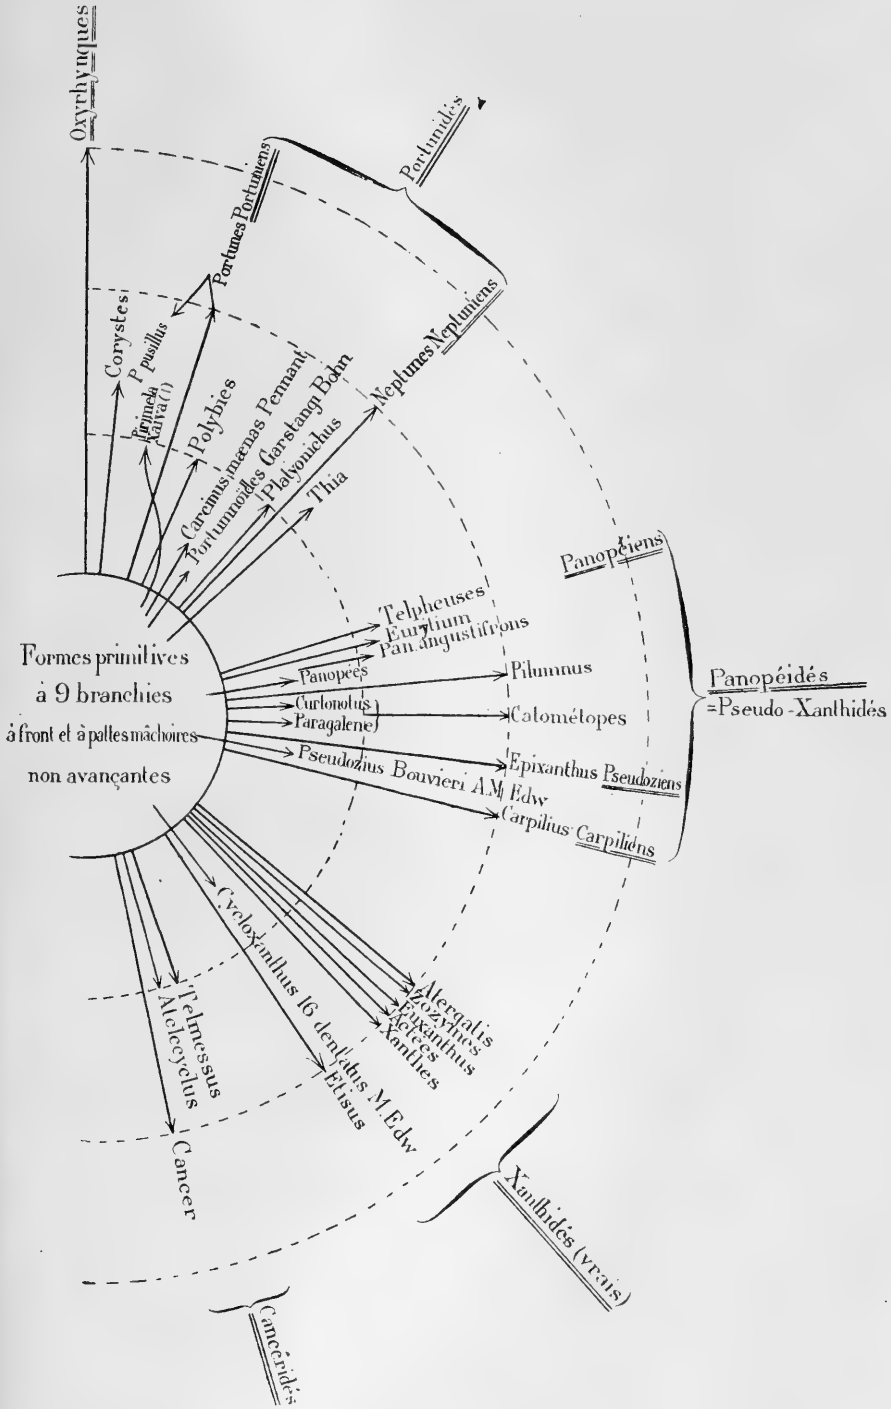 Oxyrhynques
Portunidés
Portunes Portuniens
Corystes
P. pusillus
Pirimela
Xaiva (!)
Polybies
Carcinus mænas Pennant
Portumnoïdes Garstangi Bohn
Platyonichus
Neptunes Neptuniens
Thia
Panopéiens
Telpheuses
Eurytium
Pan. angustifrons
Panopées
Pilumnus
Curtonotus
Paragalene
Catométopes
Pseudozius Bouvieri A.M Edw
Epixanthus Pseudoziens
Carpilius Carpiliens
Panopéidés
=Pseudo-Xanthidés
Formes primitives
à 9 branchies
à front et à pattes mâchoires
non avançantes
Atergatis
Zozymes
Euxanthus
Actées
Xanthes
Cycloxanthus 16 dentatus M.Edw
Etisus
Telmessus
Atelecyclus
Cancer
Xanthidés (vrais)
Cancéridés